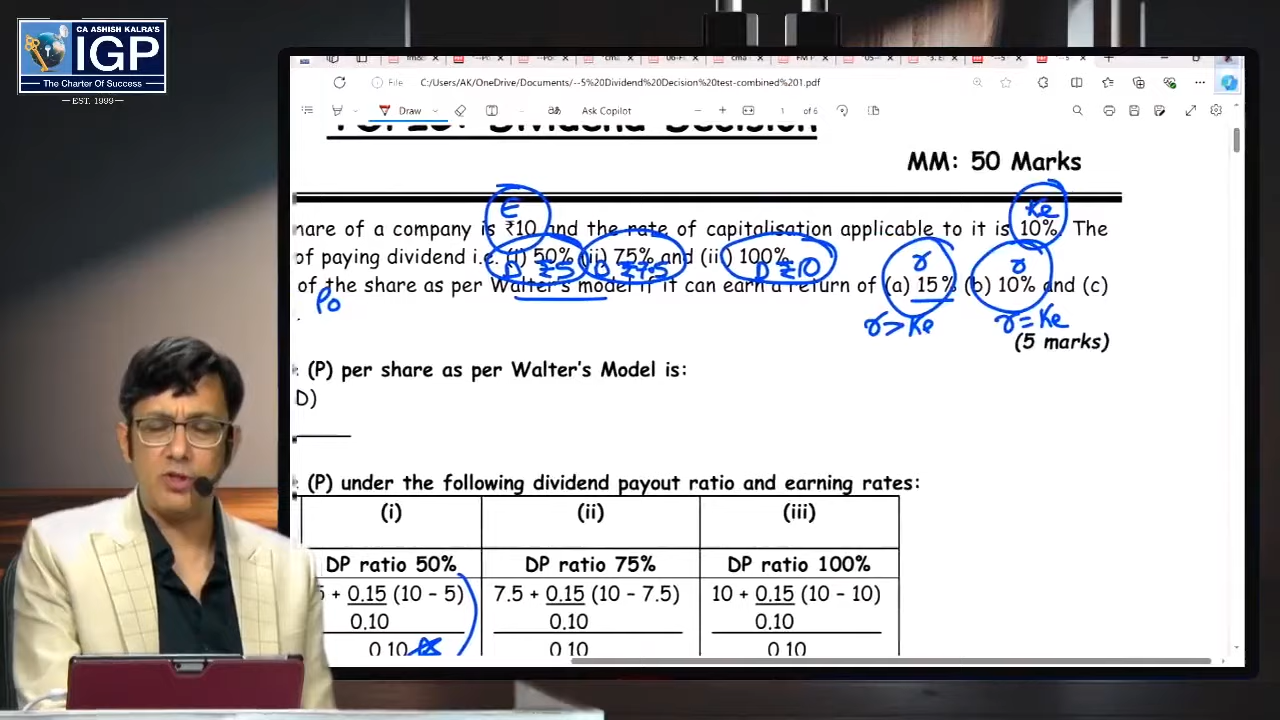 CA ASHISH KALRA'S
IGP
The Charter Of Success
EST. 1999
File
C:/Users/AK/OneDrive/Documents/--5%20Dividend%20Decision%20test-combined%201.pdf
Draw
Ask Copilot
1 of 6
Dividend Decision
MM: 50 Marks
E
Ke
hare of a company is ₹10 and the rate of capitalisation applicable to it is 10%. The
of paying dividend i.e. (i) 50% (ii) 75% and (iii) 100%.
D ₹5
D ₹7.5
D ₹10
r
r
of the share as per Walter's model if it can earn a return of (a) 15% (b) 10% and (c)
P0
r > Ke
r = Ke
(5 marks)
(P) per share as per Walter's Model is:
D)
(P) under the following dividend payout ratio and earning rates:
(i) (ii) (iii)
DP ratio 50% DP ratio 75% DP ratio 100%
5 + 0.15 (10 – 5) 7.5 + 0.15 (10 – 7.5) 10 + 0.15 (10 – 10)
0.10 0.10 0.10
0.10 0.10 0.10